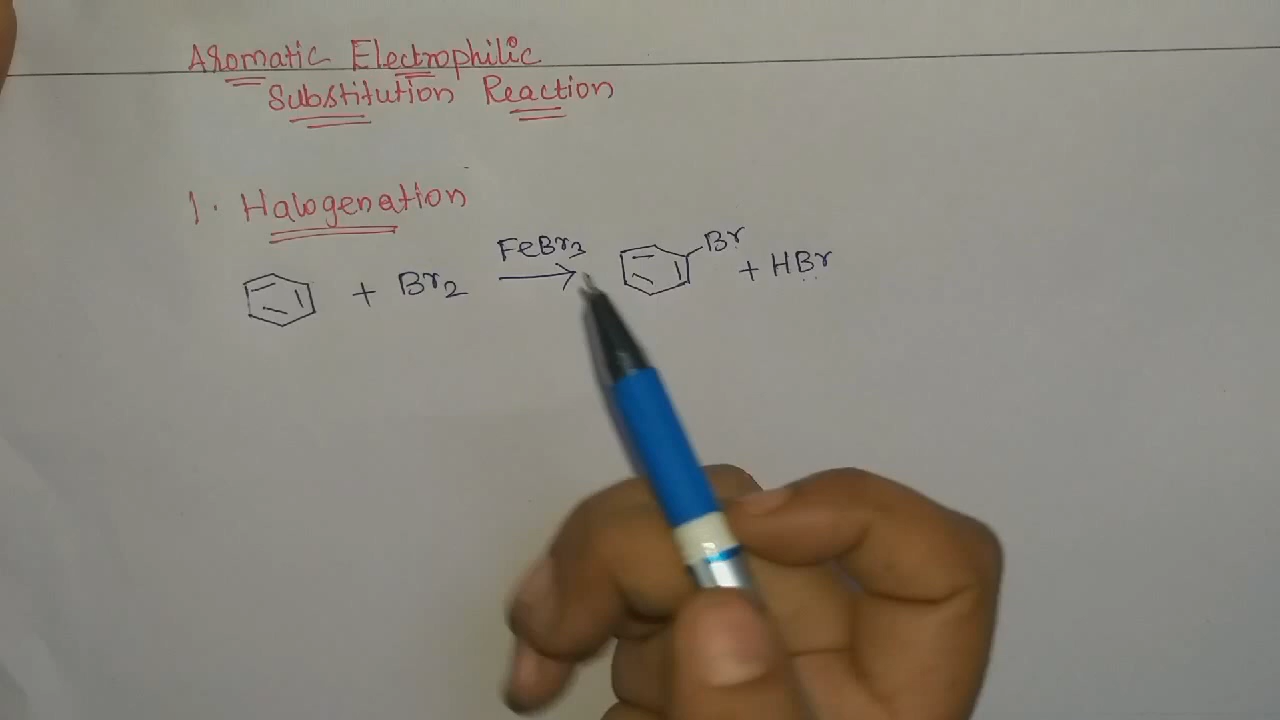 Aromatic Electrophilic
Substitution Reaction
1. Halogenation
+ Br2 FeBr3 Br + HBr